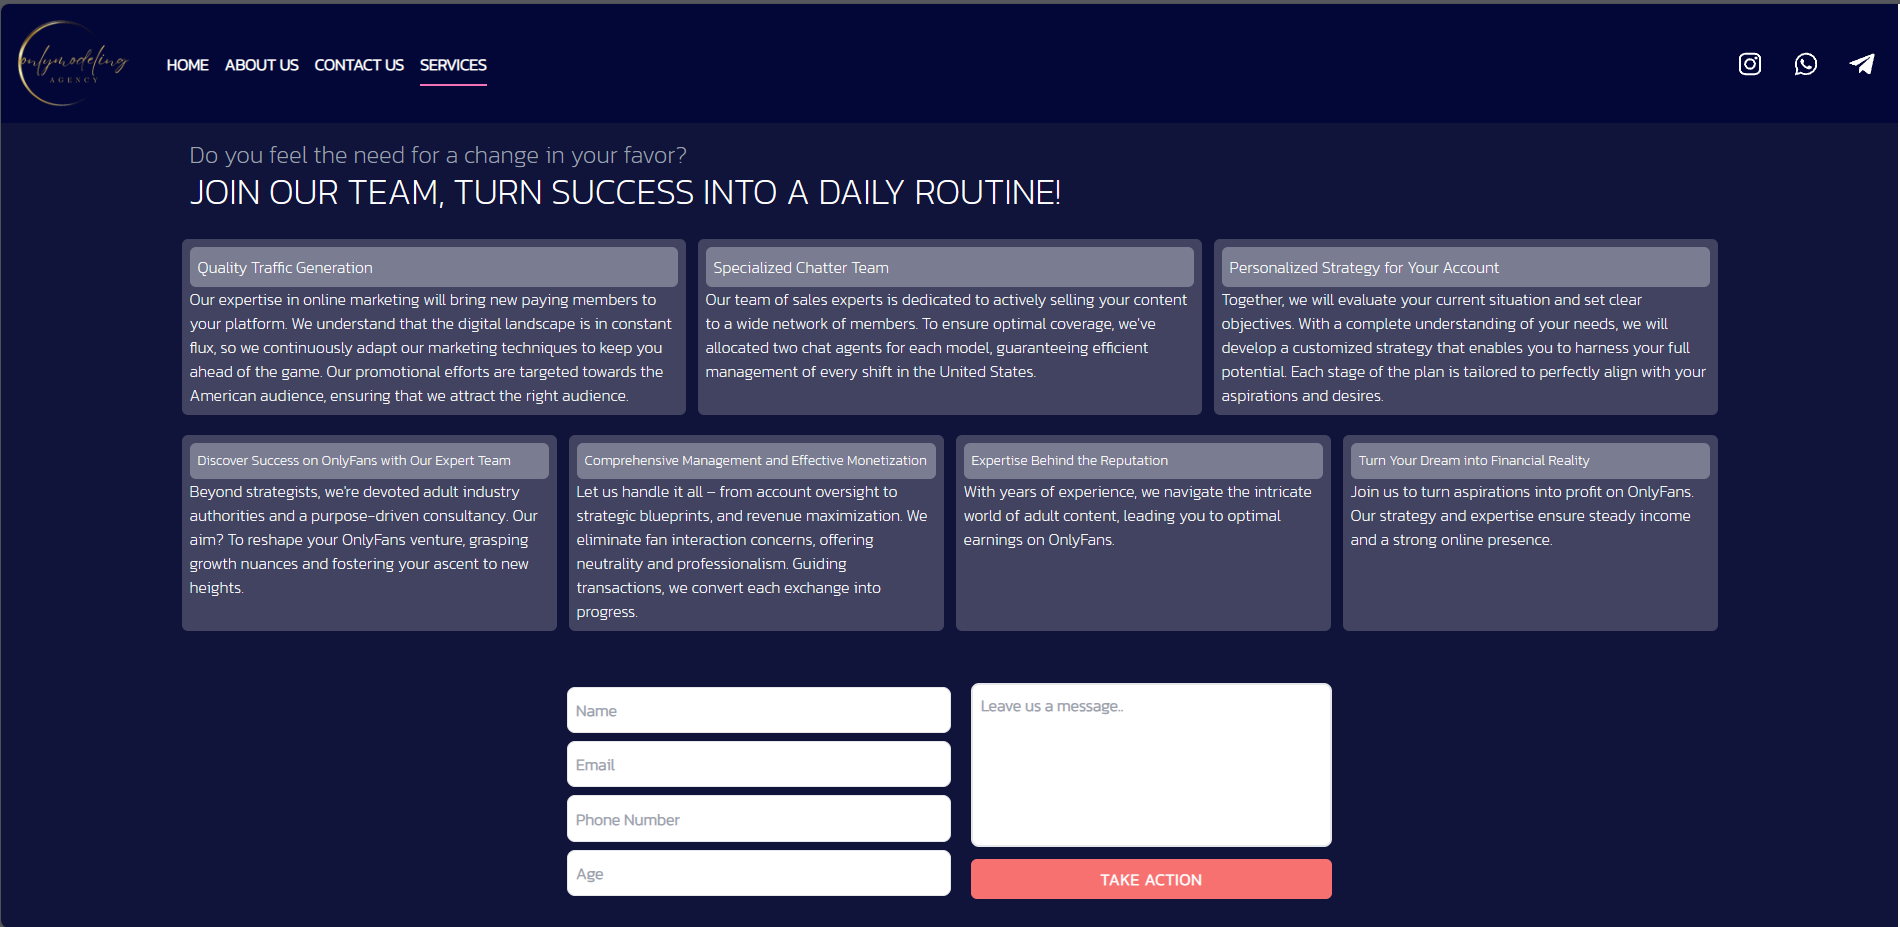 onlymodeling
AGENCY
HOME ABOUT US CONTACT US SERVICES
Do you feel the need for a change in your favor?
JOIN OUR TEAM, TURN SUCCESS INTO A DAILY ROUTINE!
Quality Traffic Generation
Our expertise in online marketing will bring new paying members to
your platform. We understand that the digital landscape is in constant
flux, so we continuously adapt our marketing techniques to keep you
ahead of the game. Our promotional efforts are targeted towards the
American audience, ensuring that we attract the right audience.
Specialized Chatter Team
Our team of sales experts is dedicated to actively selling your content
to a wide network of members. To ensure optimal coverage, we've
allocated two chat agents for each model, guaranteeing efficient
management of every shift in the United States.
Personalized Strategy for Your Account
Together, we will evaluate your current situation and set clear
objectives. With a complete understanding of your needs, we will
develop a customized strategy that enables you to harness your full
potential. Each stage of the plan is tailored to perfectly align with your
aspirations and desires.
Discover Success on OnlyFans with Our Expert Team
Beyond strategists, we're devoted adult industry
authorities and a purpose-driven consultancy. Our
aim? To reshape your OnlyFans venture, grasping
growth nuances and fostering your ascent to new
heights.
Comprehensive Management and Effective Monetization
Let us handle it all – from account oversight to
strategic blueprints, and revenue maximization. We
eliminate fan interaction concerns, offering
neutrality and professionalism. Guiding
transactions, we convert each exchange into
progress.
Expertise Behind the Reputation
With years of experience, we navigate the intricate
world of adult content, leading you to optimal
earnings on OnlyFans.
Turn Your Dream into Financial Reality
Join us to turn aspirations into profit on OnlyFans.
Our strategy and expertise ensure steady income
and a strong online presence.
Name
Email
Phone Number
Age
Leave us a message..
TAKE ACTION